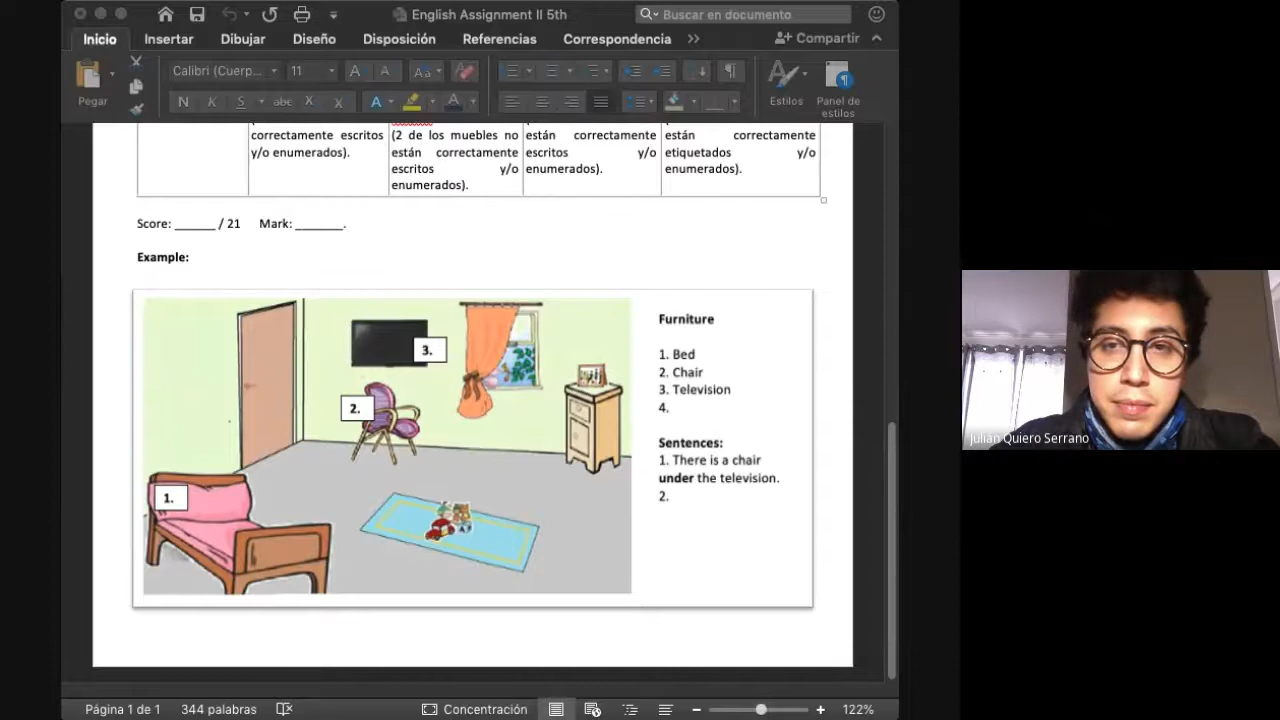 English Assignment II 5th
Buscar en documento
Inicio Insertar Dibujar Diseño Disposición Referencias Correspondencia >> Compartir
Calibri (Cuerp... 11
Pegar
N K S abc X X
Estilos
Panel de
estilos
correctamente escritos
y/o enumerados).
(2 de los muebles no
están correctamente
escritos y/o
enumerados).
están correctamente
escritos y/o
enumerados).
están correctamente
etiquetados y/o
enumerados).
Score: ______ / 21 Mark: _______.
Example:
1.
2.
3.
Furniture
1. Bed
2. Chair
3. Television
4.
Sentences:
1. There is a chair
under the television.
2.
Julián Quiero Serrano
Página 1 de 1 344 palabras Concentración 122%